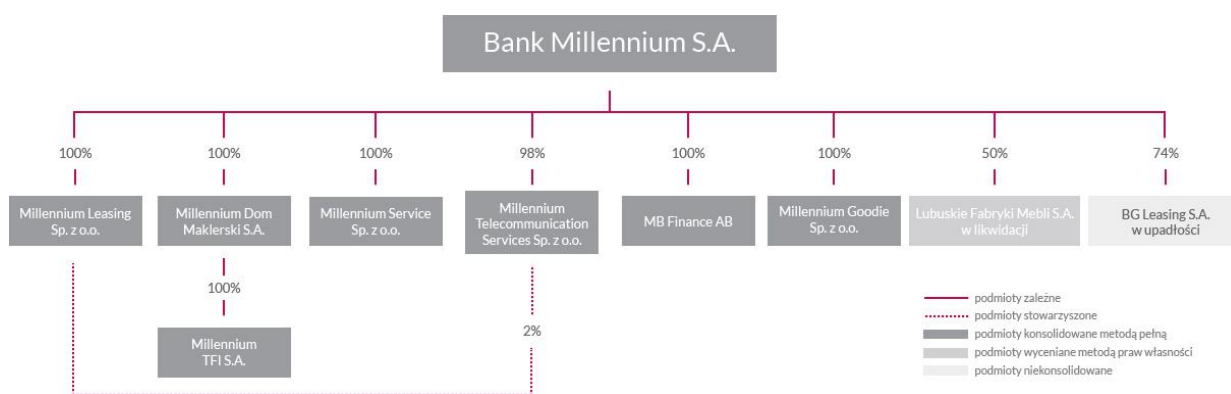 Bank Millennium S.A.
100%
100%
100%
98%
100%
100%
50%
74%
Millennium Leasing
Sp. z o.o.
Millennium Dom
Maklerski S.A.
Millennium Service
Sp. z o.o.
Millennium
Telecommunication
Services Sp. z o.o.
MB Finance AB
Millennium Goodie
Sp. z o.o.
Lubuskie Fabryki Mebli S.A.
w likwidacji
BG Leasing S.A.
w upadłości
100%
2%
Millennium
TFI S.A.
podmioty zależne
podmioty stowarzyszone
podmioty konsolidowane metodą pełną
podmioty wyceniane metodą praw własności
podmioty niekonsolidowane